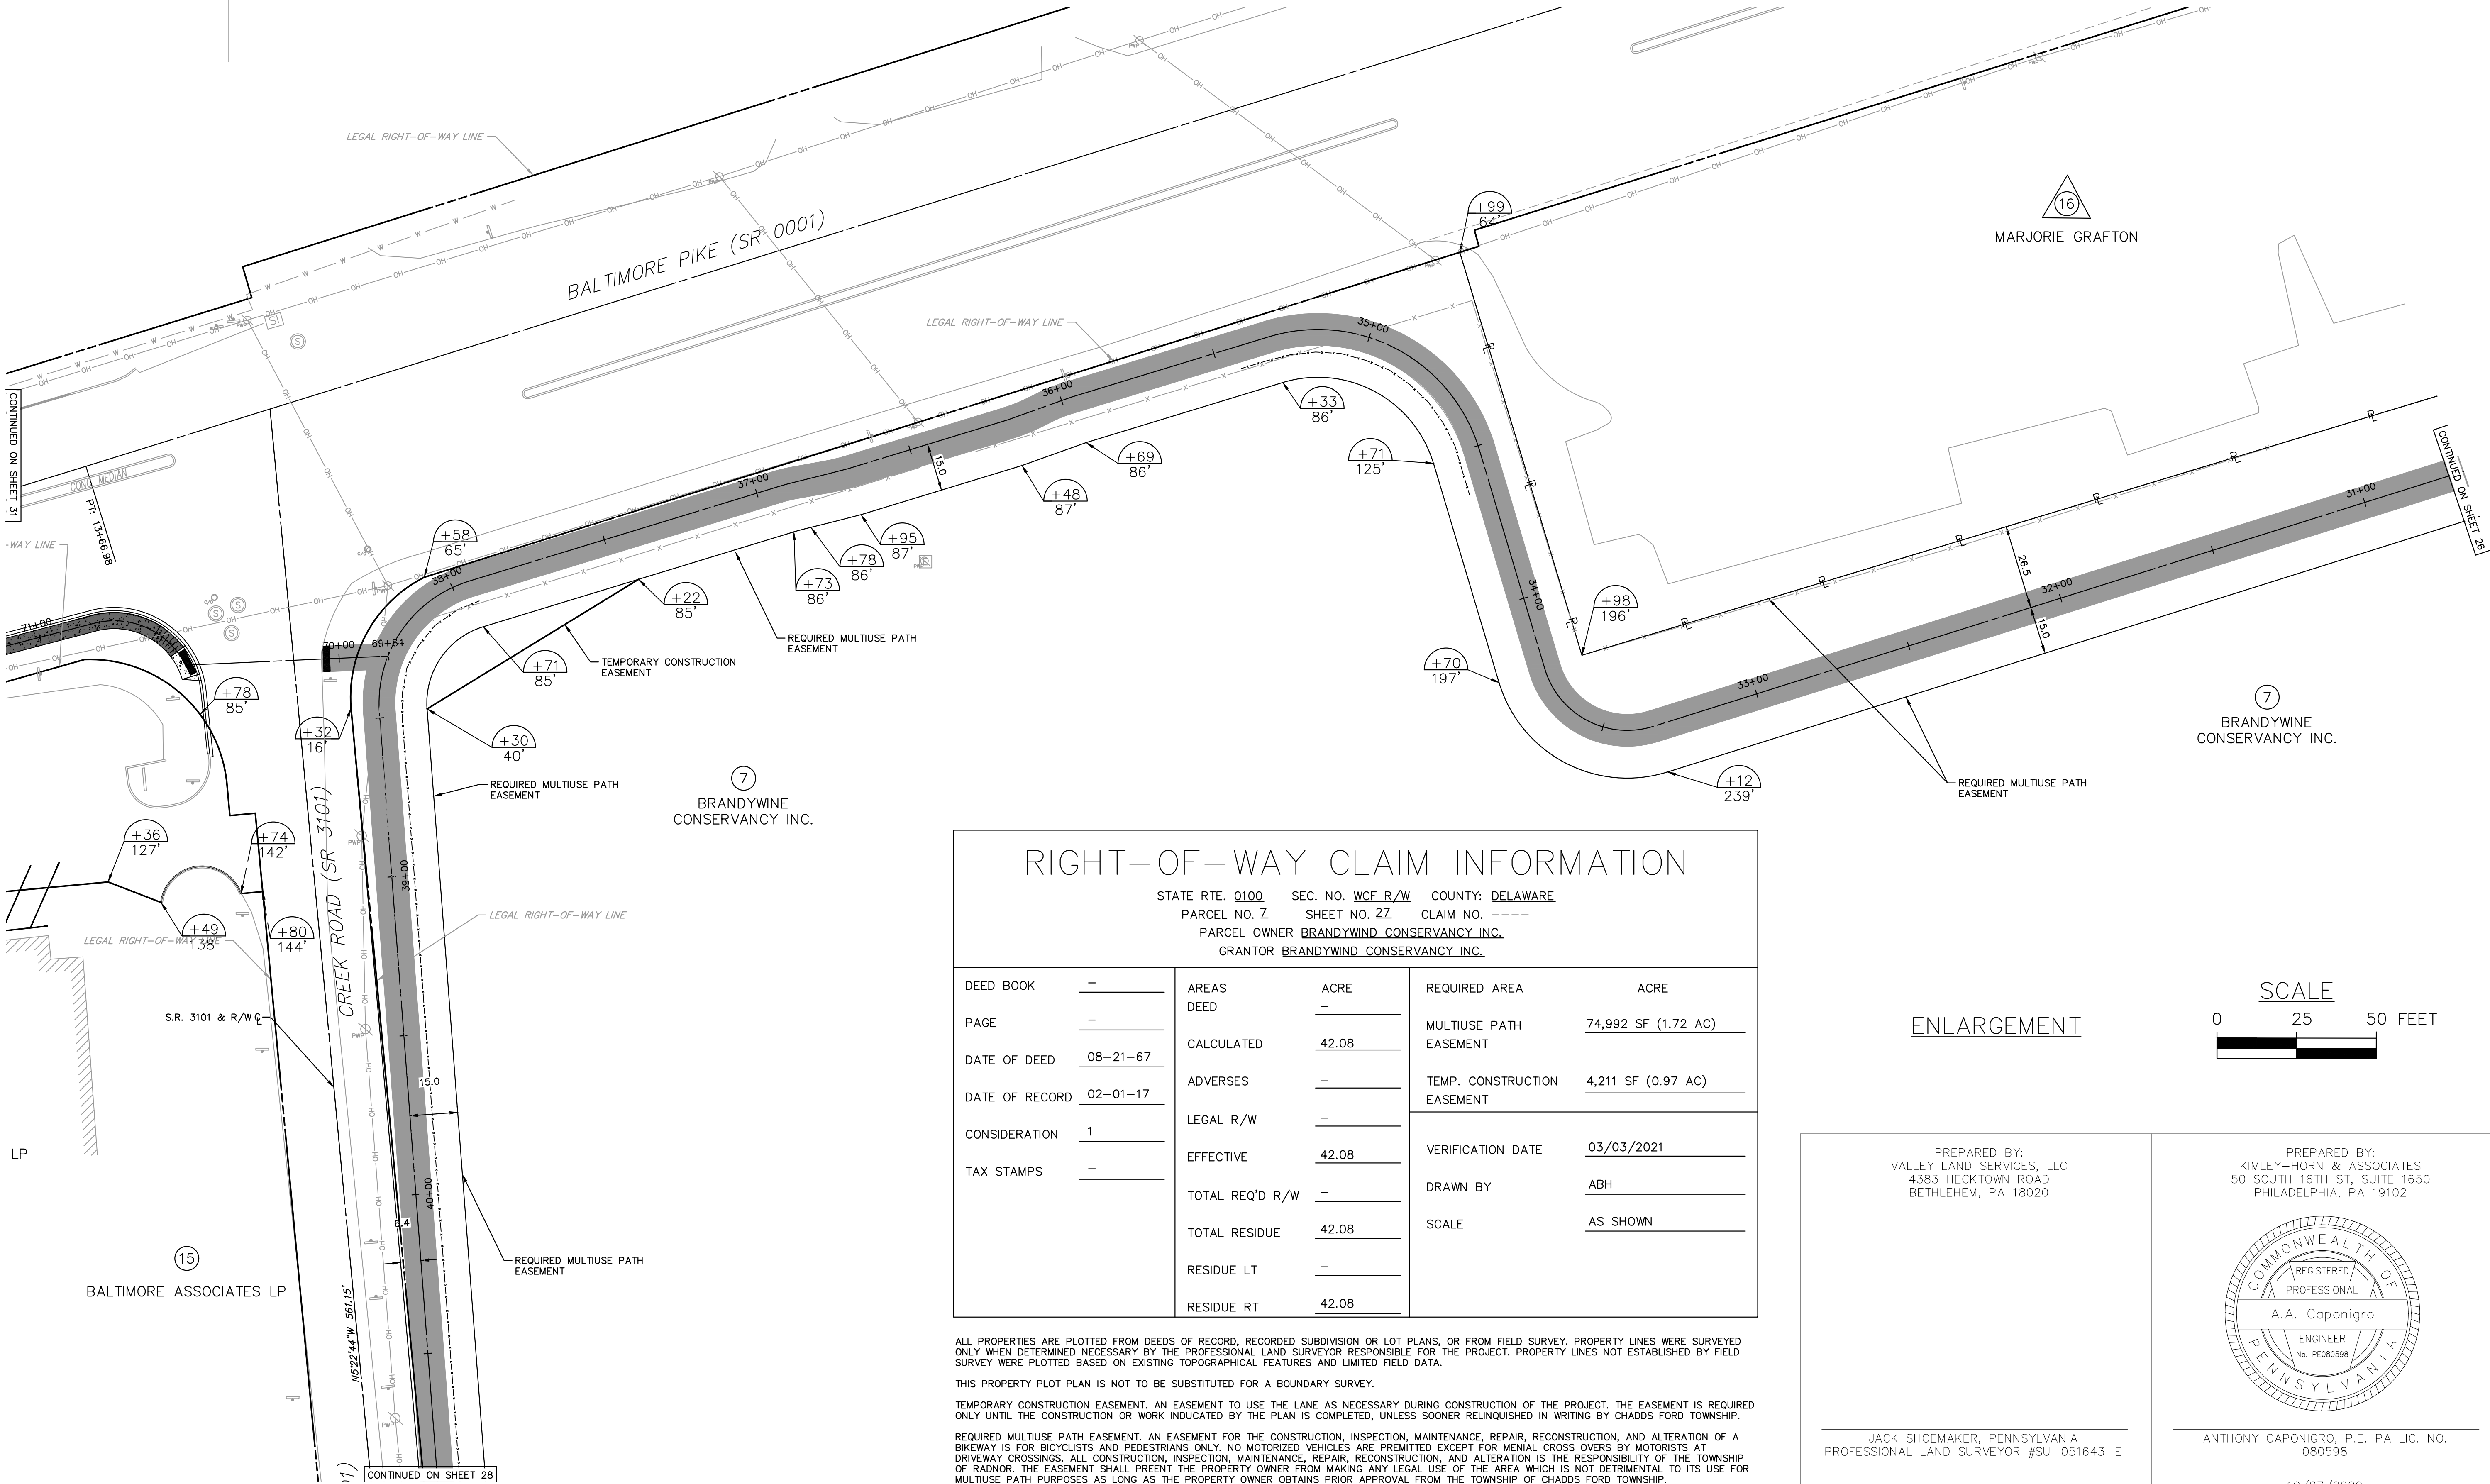 LEGAL RIGHT-OF-WAY LINE
BALTIMORE PIKE (SR 0001)
LEGAL RIGHT-OF-WAY LINE
+99
64'
16
MARJORIE GRAFTON
CONTINUED ON SHEET 31
CONC MEDIAN
PT: 13+66.98
-WAY LINE
71+00
70+00
69+84
38+00
37+00
36+00
35+00
34+00
33+00
32+00
31+00
39+00
40+00
+58
65'
+33
86'
+71
125'
+69
86'
+48
87'
15.0
+95
87'
+78
86'
+73
86'
+22
85'
+71
85'
REQUIRED MULTIUSE PATH
EASEMENT
TEMPORARY CONSTRUCTION
EASEMENT
+98
196'
+70
197'
+12
239'
26.5
15.0
CONTINUED ON SHEET 26
REQUIRED MULTIUSE PATH
EASEMENT
7
BRANDYWINE
CONSERVANCY INC.
+78
85'
+32
16'
+30
40'
REQUIRED MULTIUSE PATH
EASEMENT
7
BRANDYWINE
CONSERVANCY INC.
+36
127'
+74
142'
+49
138'
+80
144'
LEGAL RIGHT-OF-WAY LINE
LEGAL RIGHT-OF-WAY LINE
CREEK ROAD (SR 3101)
S.R. 3101 & R/W ℄
15.0
6.4
REQUIRED MULTIUSE PATH
EASEMENT
LP
15
BALTIMORE ASSOCIATES LP
N5°22'44"W 561.15'
CONTINUED ON SHEET 28
RIGHT-OF-WAY CLAIM INFORMATION
STATE RTE. 0100 SEC. NO. WCF R/W COUNTY: DELAWARE
PARCEL NO. 7 SHEET NO. 27 CLAIM NO. ----
PARCEL OWNER BRANDYWIND CONSERVANCY INC.
GRANTOR BRANDYWIND CONSERVANCY INC.
DEED BOOK -
PAGE -
DATE OF DEED 08-21-67
DATE OF RECORD 02-01-17
CONSIDERATION 1
TAX STAMPS -
AREAS ACRE
DEED -
CALCULATED 42.08
ADVERSES -
LEGAL R/W -
EFFECTIVE 42.08
TOTAL REQ'D R/W -
TOTAL RESIDUE 42.08
RESIDUE LT -
RESIDUE RT 42.08
REQUIRED AREA ACRE
MULTIUSE PATH 74,992 SF (1.72 AC)
EASEMENT
TEMP. CONSTRUCTION 4,211 SF (0.97 AC)
EASEMENT
VERIFICATION DATE 03/03/2021
DRAWN BY ABH
SCALE AS SHOWN
ALL PROPERTIES ARE PLOTTED FROM DEEDS OF RECORD, RECORDED SUBDIVISION OR LOT PLANS, OR FROM FIELD SURVEY. PROPERTY LINES WERE SURVEYED
ONLY WHEN DETERMINED NECESSARY BY THE PROFESSIONAL LAND SURVEYOR RESPONSIBLE FOR THE PROJECT. PROPERTY LINES NOT ESTABLISHED BY FIELD
SURVEY WERE PLOTTED BASED ON EXISTING TOPOGRAPHICAL FEATURES AND LIMITED FIELD DATA.
THIS PROPERTY PLOT PLAN IS NOT TO BE SUBSTITUTED FOR A BOUNDARY SURVEY.
TEMPORARY CONSTRUCTION EASEMENT. AN EASEMENT TO USE THE LANE AS NECESSARY DURING CONSTRUCTION OF THE PROJECT. THE EASEMENT IS REQUIRED
ONLY UNTIL THE CONSTRUCTION OR WORK INDUCATED BY THE PLAN IS COMPLETED, UNLESS SOONER RELINQUISHED IN WRITING BY CHADDS FORD TOWNSHIP.
REQUIRED MULTIUSE PATH EASEMENT. AN EASEMENT FOR THE CONSTRUCTION, INSPECTION, MAINTENANCE, REPAIR, RECONSTRUCTION, AND ALTERATION OF A
BIKEWAY IS FOR BICYCLISTS AND PEDESTRIANS ONLY. NO MOTORIZED VEHICLES ARE PREMITTED EXCEPT FOR MENIAL CROSS OVERS BY MOTORISTS AT
DRIVEWAY CROSSINGS. ALL CONSTRUCTION, INSPECTION, MAINTENANCE, REPAIR, RECONSTRUCTION, AND ALTERATION IS THE RESPONSIBILITY OF THE TOWNSHIP
OF RADNOR. THE EASEMENT SHALL PREENT THE PROPERTY OWNER FROM MAKING ANY LEGAL USE OF THE AREA WHICH IS NOT DETRIMENTAL TO ITS USE FOR
MULTIUSE PATH PURPOSES AS LONG AS THE PROPERTY OWNER OBTAINS PRIOR APPROVAL FROM THE TOWNSHIP OF CHADDS FORD TOWNSHIP.
ENLARGEMENT
SCALE
0 25 50 FEET
PREPARED BY:
VALLEY LAND SERVICES, LLC
4383 HECKTOWN ROAD
BETHLEHEM, PA 18020
JACK SHOEMAKER, PENNSYLVANIA
PROFESSIONAL LAND SURVEYOR #SU-051643-E
PREPARED BY:
KIMLEY-HORN & ASSOCIATES
50 SOUTH 16TH ST, SUITE 1650
PHILADELPHIA, PA 19102
COMMONWEALTH OF
REGISTERED
PROFESSIONAL
A.A. Caponigro
ENGINEER
No. PE080598
PENNSYLVANIA
ANTHONY CAPONIGRO, P.E. PA LIC. NO.
080598